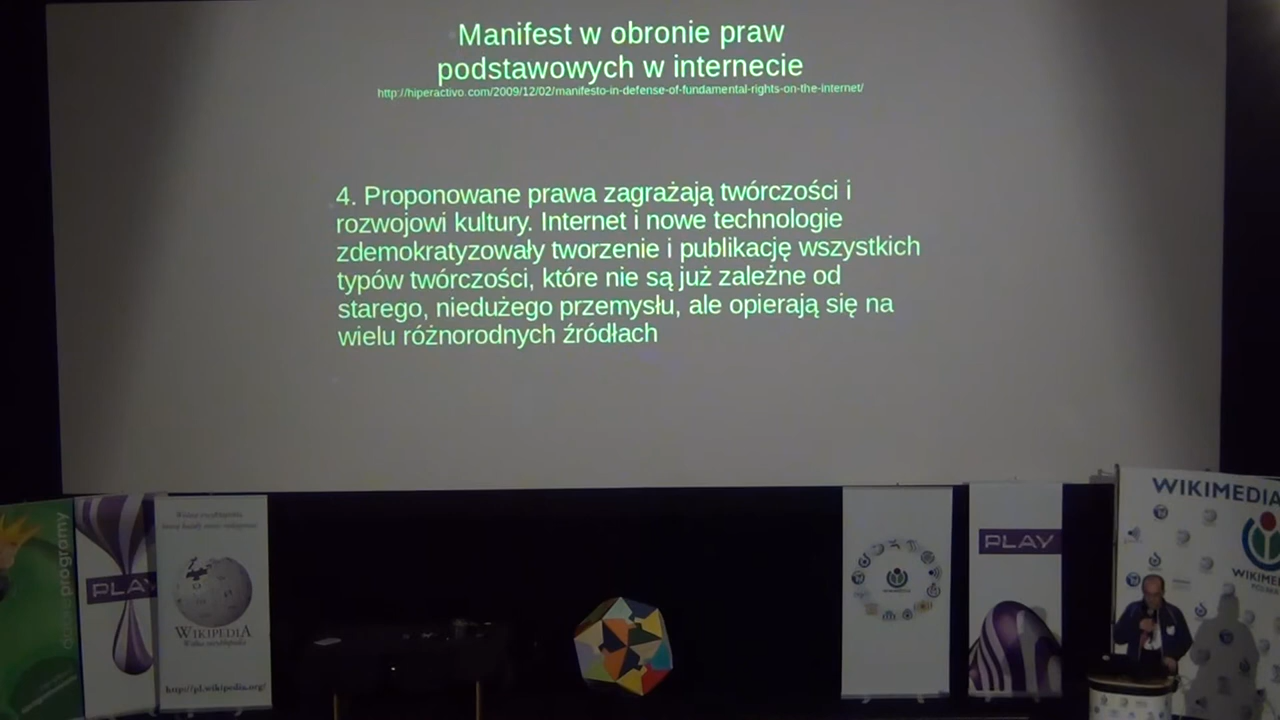 Manifest w obronie praw
podstawowych w internecie
http://hiperactivo.com/2009/12/02/manifesto-in-defense-of-fundamental-rights-on-the-internet/
4. Proponowane prawa zagrażają twórczości i
rozwojowi kultury. Internet i nowe technologie
zdemokratyzowały tworzenie i publikację wszystkich
typów twórczości, które nie są już zależne od
starego, niedużego przemysłu, ale opierają się na
wielu różnorodnych źródłach
dobreprogramy
PLAY
WIKIPEDIA
Wolna encyklopedia
http://pl.wikipedia.org/
WIKIMEDIA
PLAY
WIKIMEDIA
WIKIMED
POLSKA